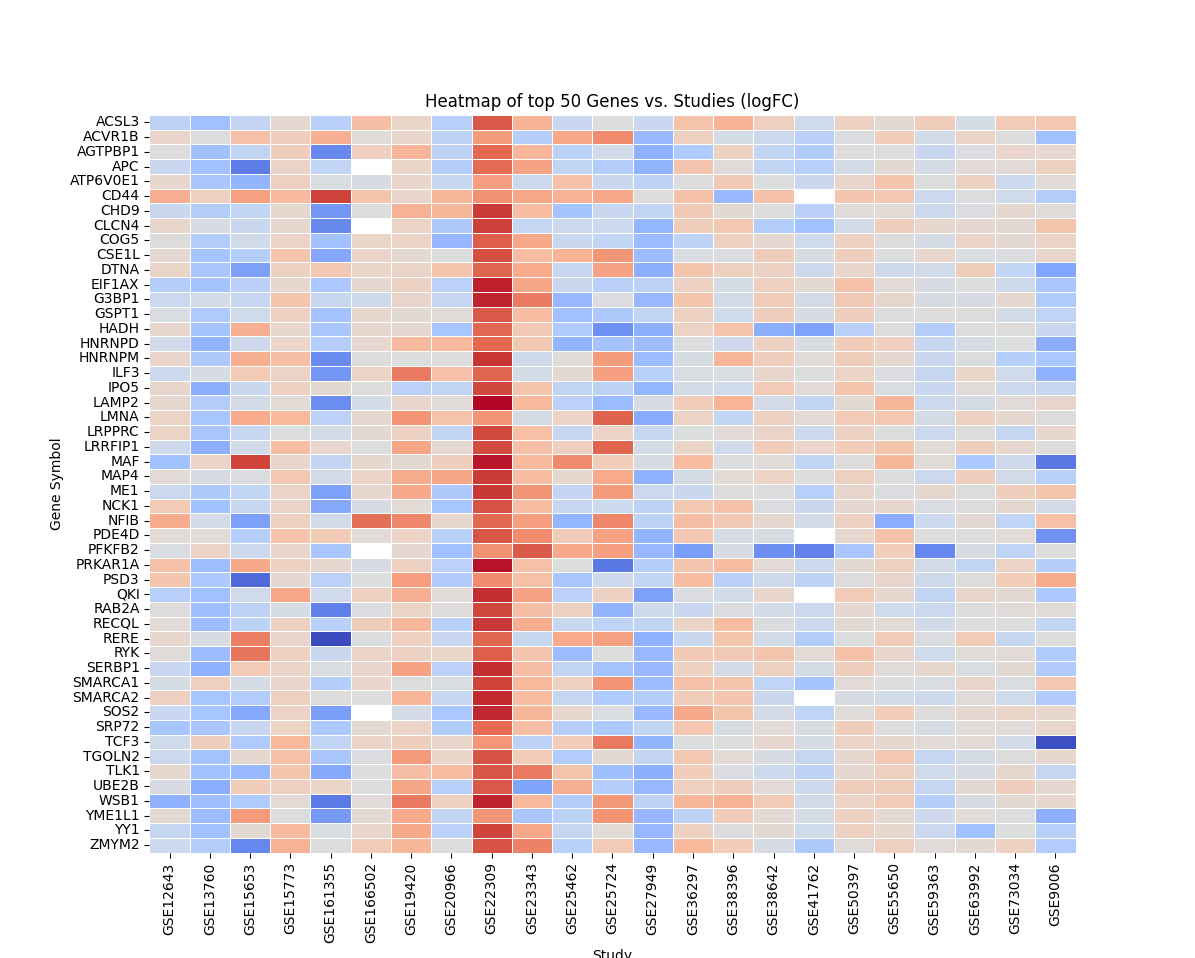 Heatmap of top 50 Genes vs. Studies (logFC)
Gene Symbol
ACSL3
ACVR1B
AGTPBP1
APC
ATP6V0E1
CD44
CHD9
CLCN4
COG5
CSE1L
DTNA
EIF1AX
G3BP1
GSPT1
HADH
HNRNPD
HNRNPM
ILF3
IPO5
LAMP2
LMNA
LRPPRC
LRRFIP1
MAF
MAP4
ME1
NCK1
NFIB
PDE4D
PFKFB2
PRKAR1A
PSD3
QKI
RAB2A
RECQL
RERE
RYK
SERBP1
SMARCA1
SMARCA2
SOS2
SRP72
TCF3
TGOLN2
TLK1
UBE2B
WSB1
YME1L1
YY1
ZMYM2
GSE12643
GSE13760
GSE15653
GSE15773
GSE161355
GSE166502
GSE19420
GSE20966
GSE22309
GSE23343
GSE25462
GSE25724
GSE27949
GSE36297
GSE38396
GSE38642
GSE41762
GSE50397
GSE55650
GSE59363
GSE63992
GSE73034
GSE9006
Study